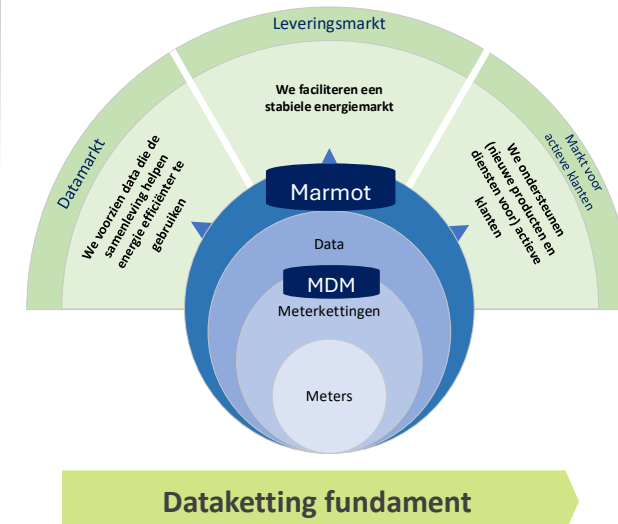 Leveringsmarkt
We faciliteren een
stabiele energiemarkt
Datamarkt
We voorzien data die de
samenleving helpen
energie efficiënter te
gebruiken
Markt voor
actieve klanten
We ondersteunen
(nieuwe producten en
diensten voor) actieve
klanten
Marmot
Data
MDM
Meterkettingen
Meters
Dataketting fundament